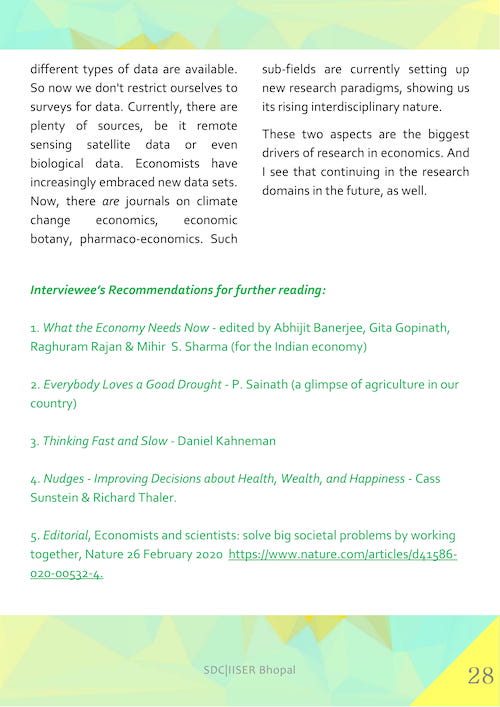 different types of data are available.
So now we don't restrict ourselves to
surveys for data. Currently, there are
plenty of sources, be it remote
sensing satellite data or even
biological data. Economists have
increasingly embraced new data sets.
Now, there are journals on climate
change economics, economic
botany, pharmaco-economics. Such
sub-fields are currently setting up
new research paradigms, showing us
its rising interdisciplinary nature.
These two aspects are the biggest
drivers of research in economics. And
I see that continuing in the research
domains in the future, as well.
Interviewee's Recommendations for further reading:
1. What the Economy Needs Now - edited by Abhijit Banerjee, Gita Gopinath,
Raghuram Rajan & Mihir S. Sharma (for the Indian economy)
2. Everybody Loves a Good Drought - P. Sainath (a glimpse of agriculture in our
country)
3. Thinking Fast and Slow - Daniel Kahneman
4. Nudges - Improving Decisions about Health, Wealth, and Happiness - Cass
Sunstein & Richard Thaler.
5. Editorial, Economists and scientists: solve big societal problems by working
together, Nature 26 February 2020 https://www.nature.com/articles/d41586-
020-00532-4.
SDC|IISER Bhopal
28